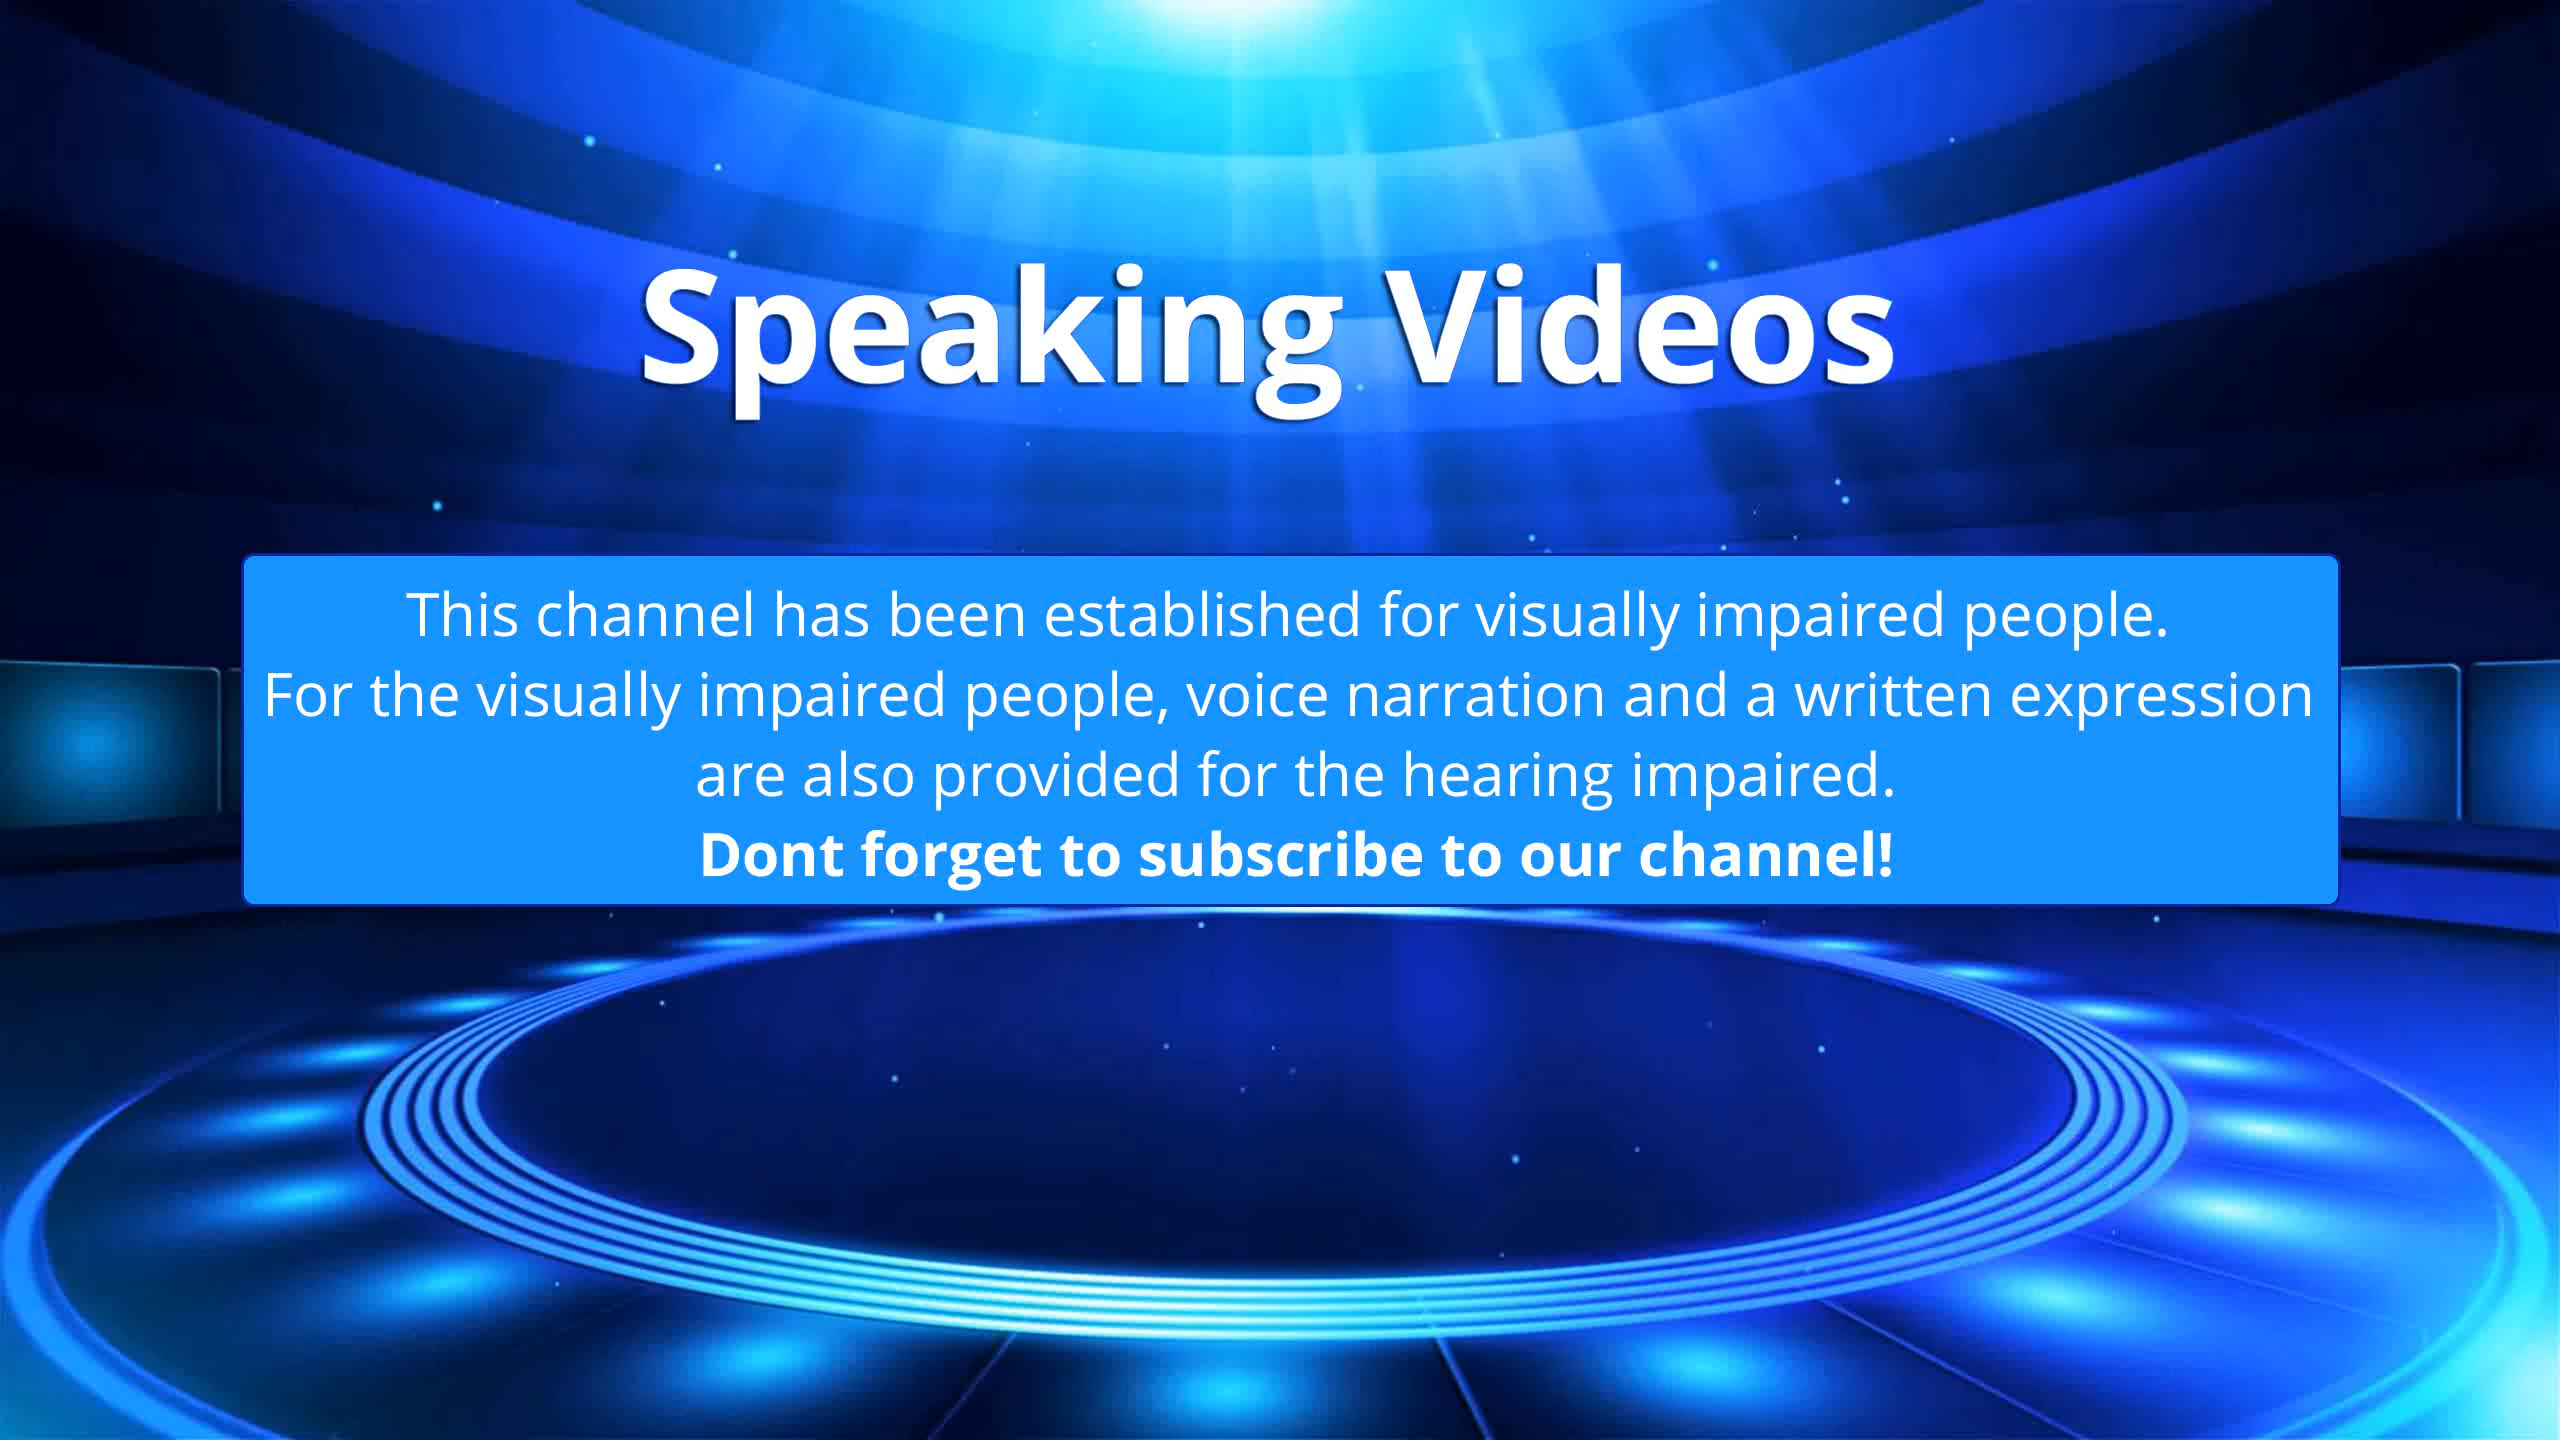 Speaking Videos
This channel has been established for visually impaired people.
For the visually impaired people, voice narration and a written expression
are also provided for the hearing impaired.
Dont forget to subscribe to our channel!